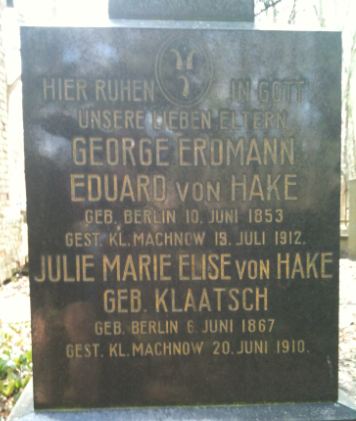 HIER RUHEN IN GOTT
UNSERE LIEBEN ELTERN
GEORGE ERDMANN
EDUARD VON HAKE
GEB. BERLIN 10. JUNI 1853
GEST. KL. MACHNOW 19. JULI 1912.
JULIE MARIE ELISE VON HAKE
GEB. KLAATSCH
GEB. BERLIN 6. JUNI 1867
GEST. KL. MACHNOW 20. JUNI 1910.